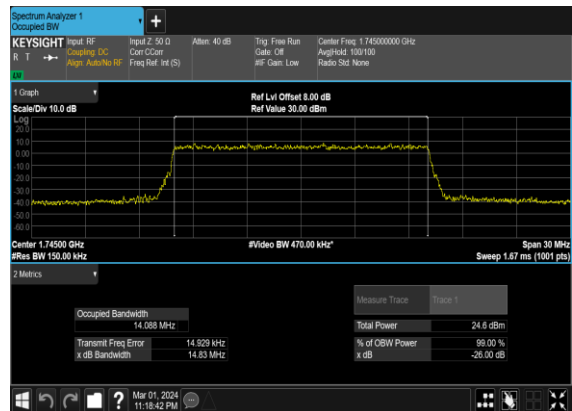 Spectrum Analyzer 1
Occupied BW
+
KEYSIGHT Input: RF Input Z: 50 Ω Atten: 40 dB Trig: Free Run Center Freq: 1.745000000 GHz
R T Coupling: DC Corr CCorr Gate: Off Avg|Hold: 100/100
Align: Auto/No RF Freq Ref: Int (S) #IF Gain: Low Radio Std: None
1 Graph Ref Lvl Offset 8.00 dB
Scale/Div 10.0 dB Ref Value 30.00 dBm
Log
20.0
10.0
0.00
-10.0
-20.0
-30.0
-40.0
-50.0
-60.0
Center 1.74500 GHz #Video BW 470.00 kHz* Span 30 MHz
#Res BW 150.00 kHz Sweep 1.67 ms (1001 pts)
2 Metrics
Measure Trace Trace 1
Occupied Bandwidth
14.088 MHz Total Power 24.6 dBm
Transmit Freq Error 14.929 kHz % of OBW Power 99.00 %
x dB Bandwidth 14.83 MHz x dB -26.00 dB
? Mar 01, 2024
11:18:42 PM